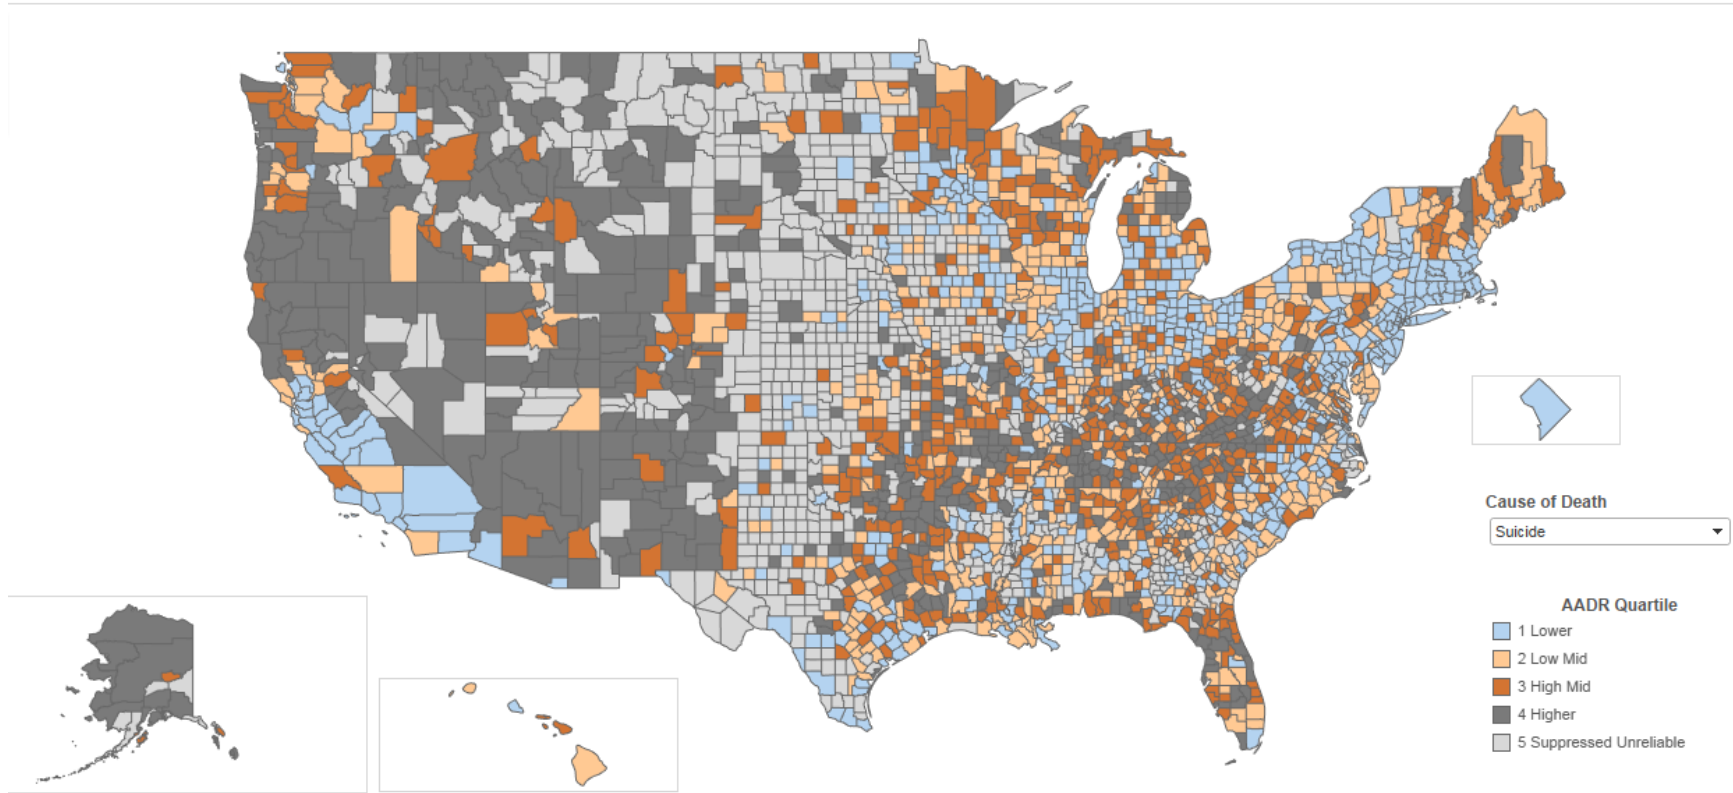 Cause of Death
Suicide
AADR Quartile
1 Lower
2 Low Mid
3 High Mid
4 Higher
5 Suppressed Unreliable